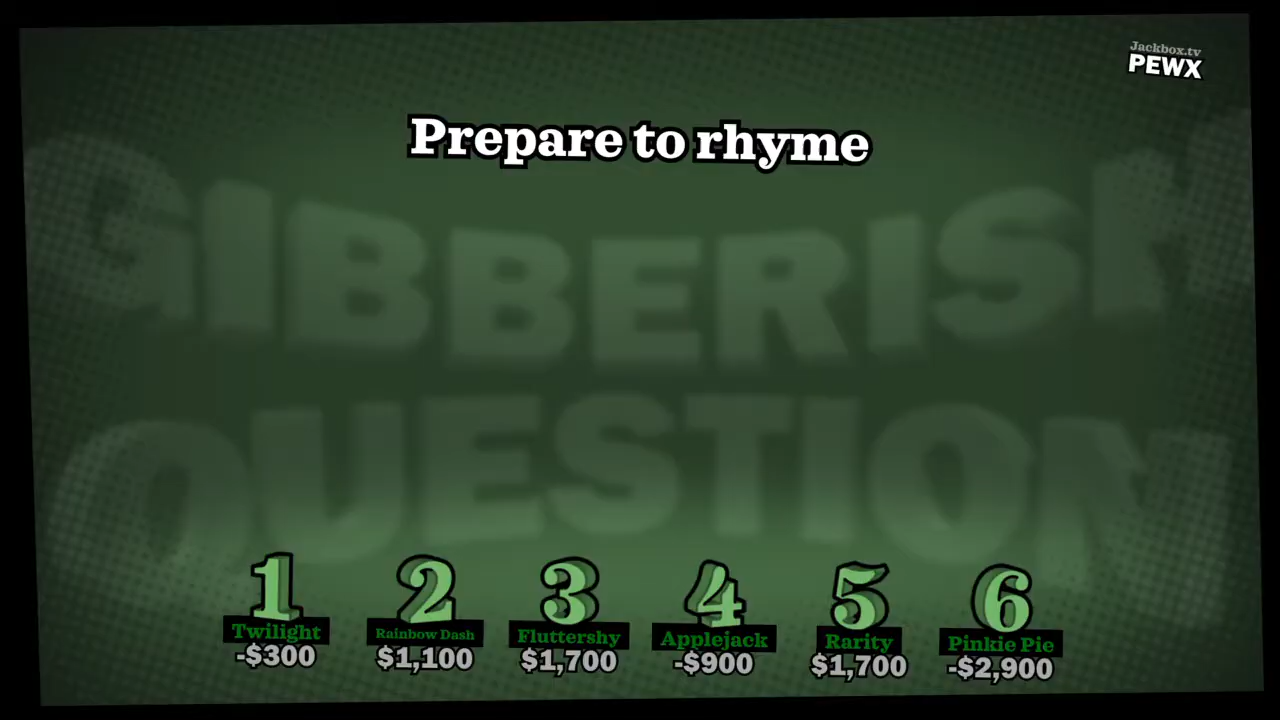 Jackbox.tv
PEWX
Prepare to rhyme
GIBBERISH
QUESTION
1 2 3 4 5 6
Twilight Rainbow Dash Fluttershy Applejack Rarity Pinkie Pie
-$300 $1,100 $1,700 -$900 $1,700 -$2,900